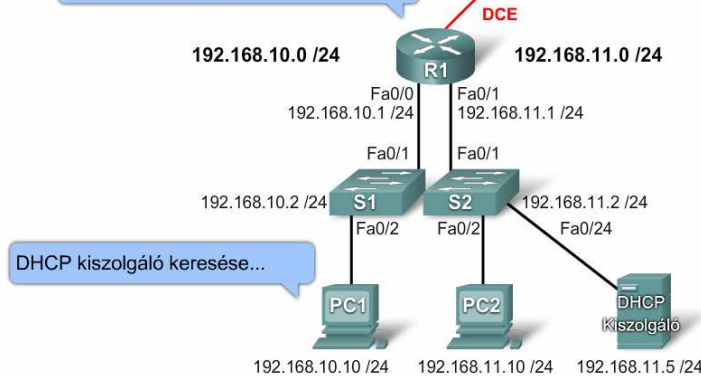 DCE
192.168.10.0 /24
192.168.11.0 /24
R1
Fa0/0
Fa0/1
192.168.10.1 /24
192.168.11.1 /24
Fa0/1
Fa0/1
192.168.10.2 /24
S1
S2
192.168.11.2 /24
Fa0/2
Fa0/2
Fa0/24
DHCP kiszolgáló keresése...
PC1
PC2
DHCP
Kiszolgáló
192.168.10.10 /24
192.168.11.10 /24
192.168.11.5 /24